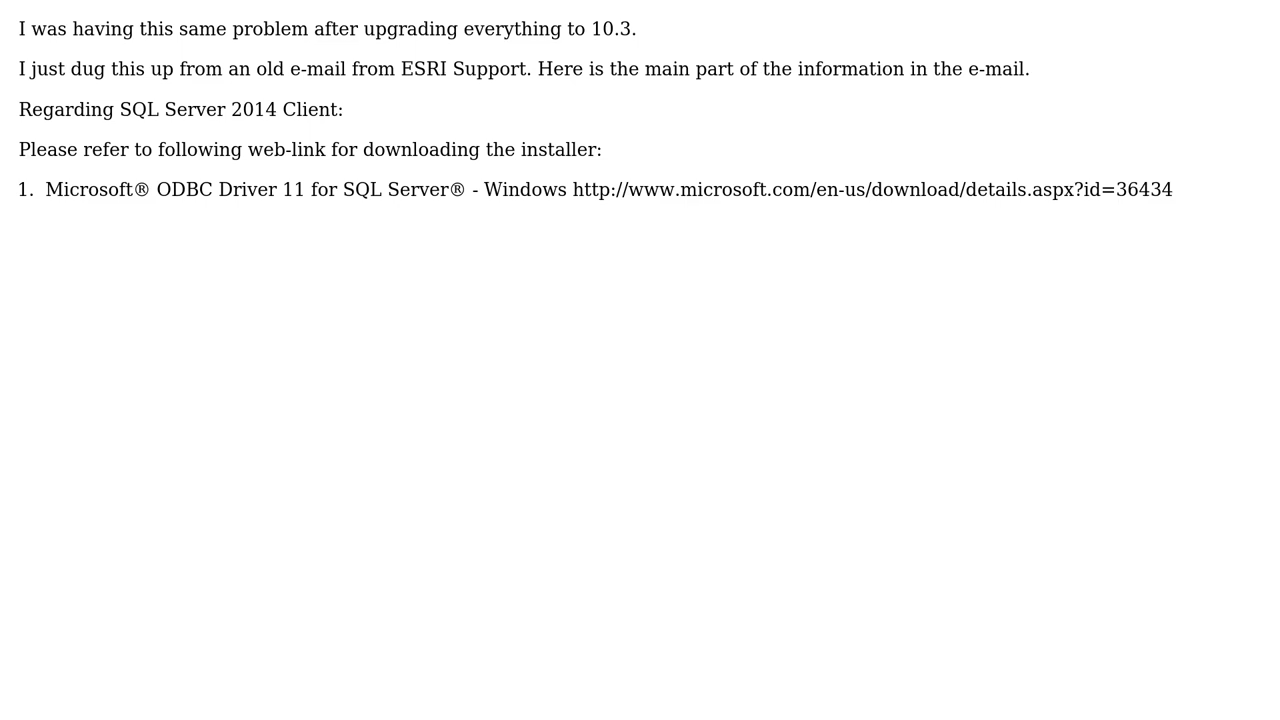 I was having this same problem after upgrading everything to 10.3.
I just dug this up from an old e-mail from ESRI Support. Here is the main part of the information in the e-mail.
Regarding SQL Server 2014 Client:
Please refer to following web-link for downloading the installer:
1. Microsoft® ODBC Driver 11 for SQL Server® - Windows http://www.microsoft.com/en-us/download/details.aspx?id=36434